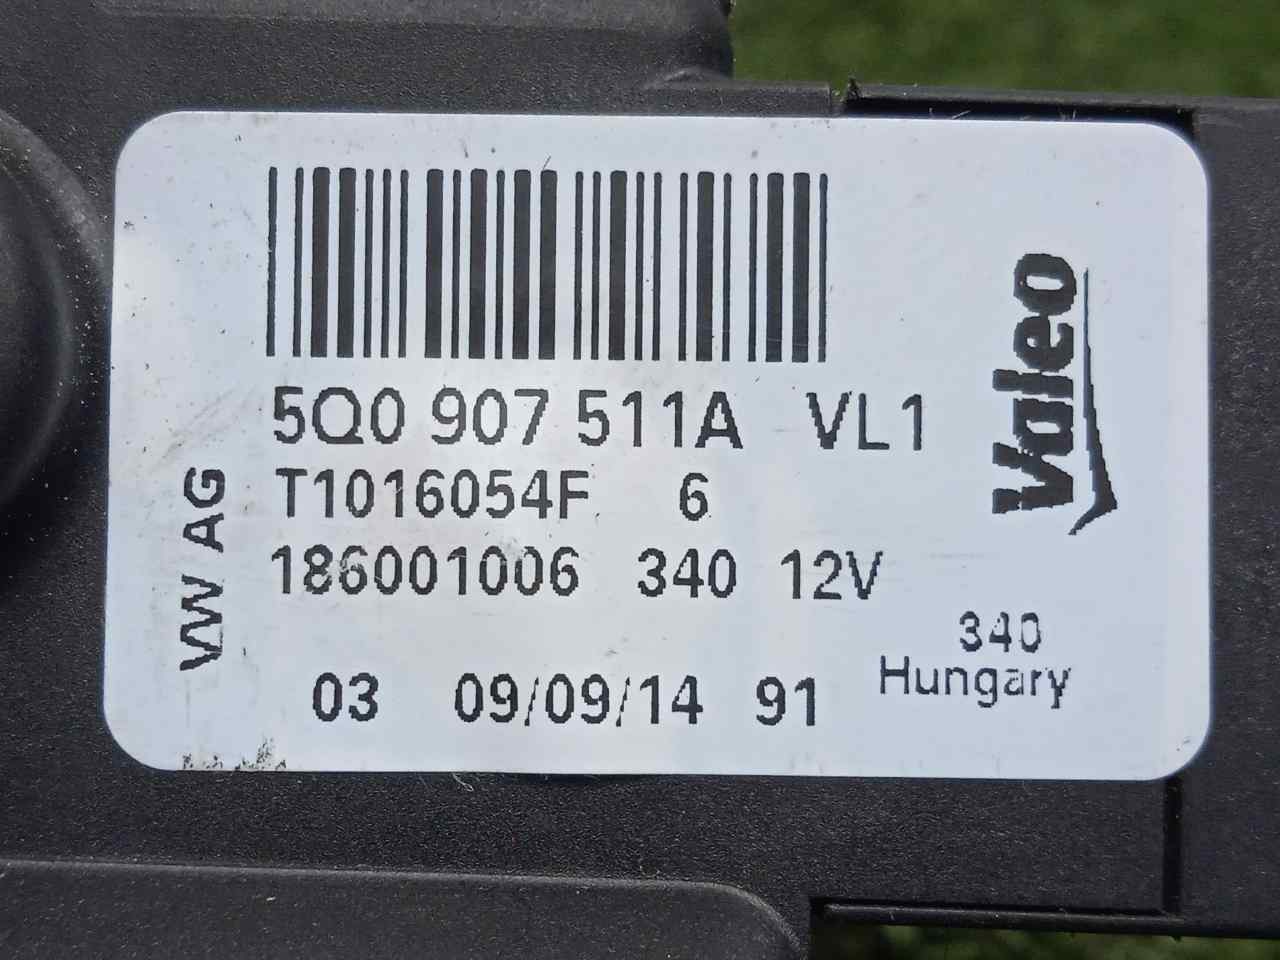 5Q0 907 511A VL1
T1016054F 6
186001006 340 12V
03 09/09/14 91
VW AG
Valeo
340
Hungary